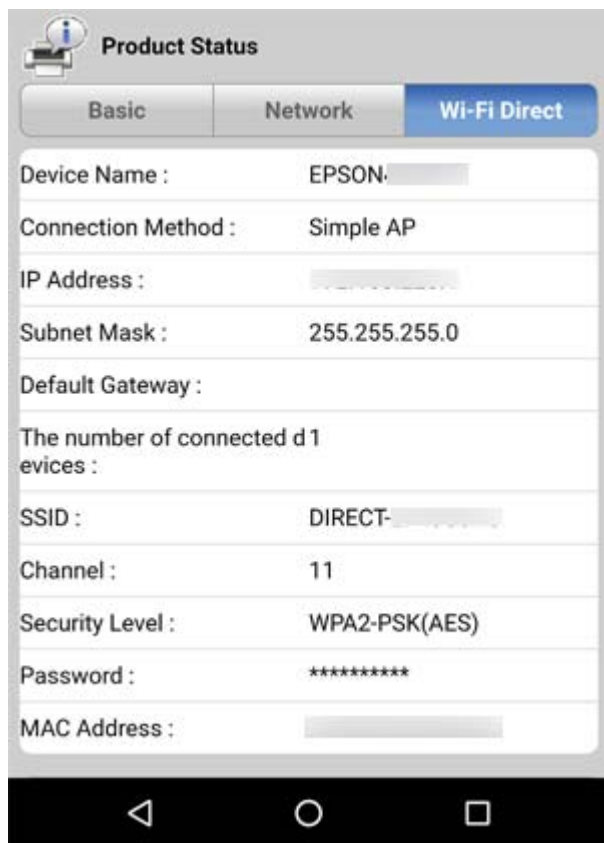 Product Status
Basic Network Wi-Fi Direct
Device Name : EPSON
Connection Method : Simple AP
IP Address :
Subnet Mask : 255.255.255.0
Default Gateway :
The number of connected d 1
evices :
SSID : DIRECT-
Channel : 11
Security Level : WPA2-PSK(AES)
Password : **********
MAC Address :